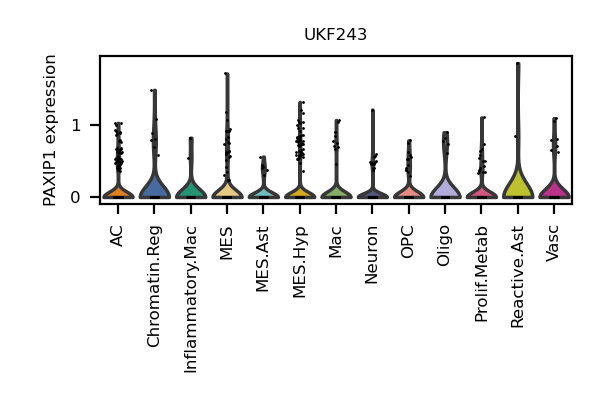 UKF243
PAXIP1 expression
1
0
AC
Chromatin.Reg
Inflammatory.Mac
MES
MES.Ast
MES.Hyp
Mac
Neuron
OPC
Oligo
Prolif.Metab
Reactive.Ast
Vasc